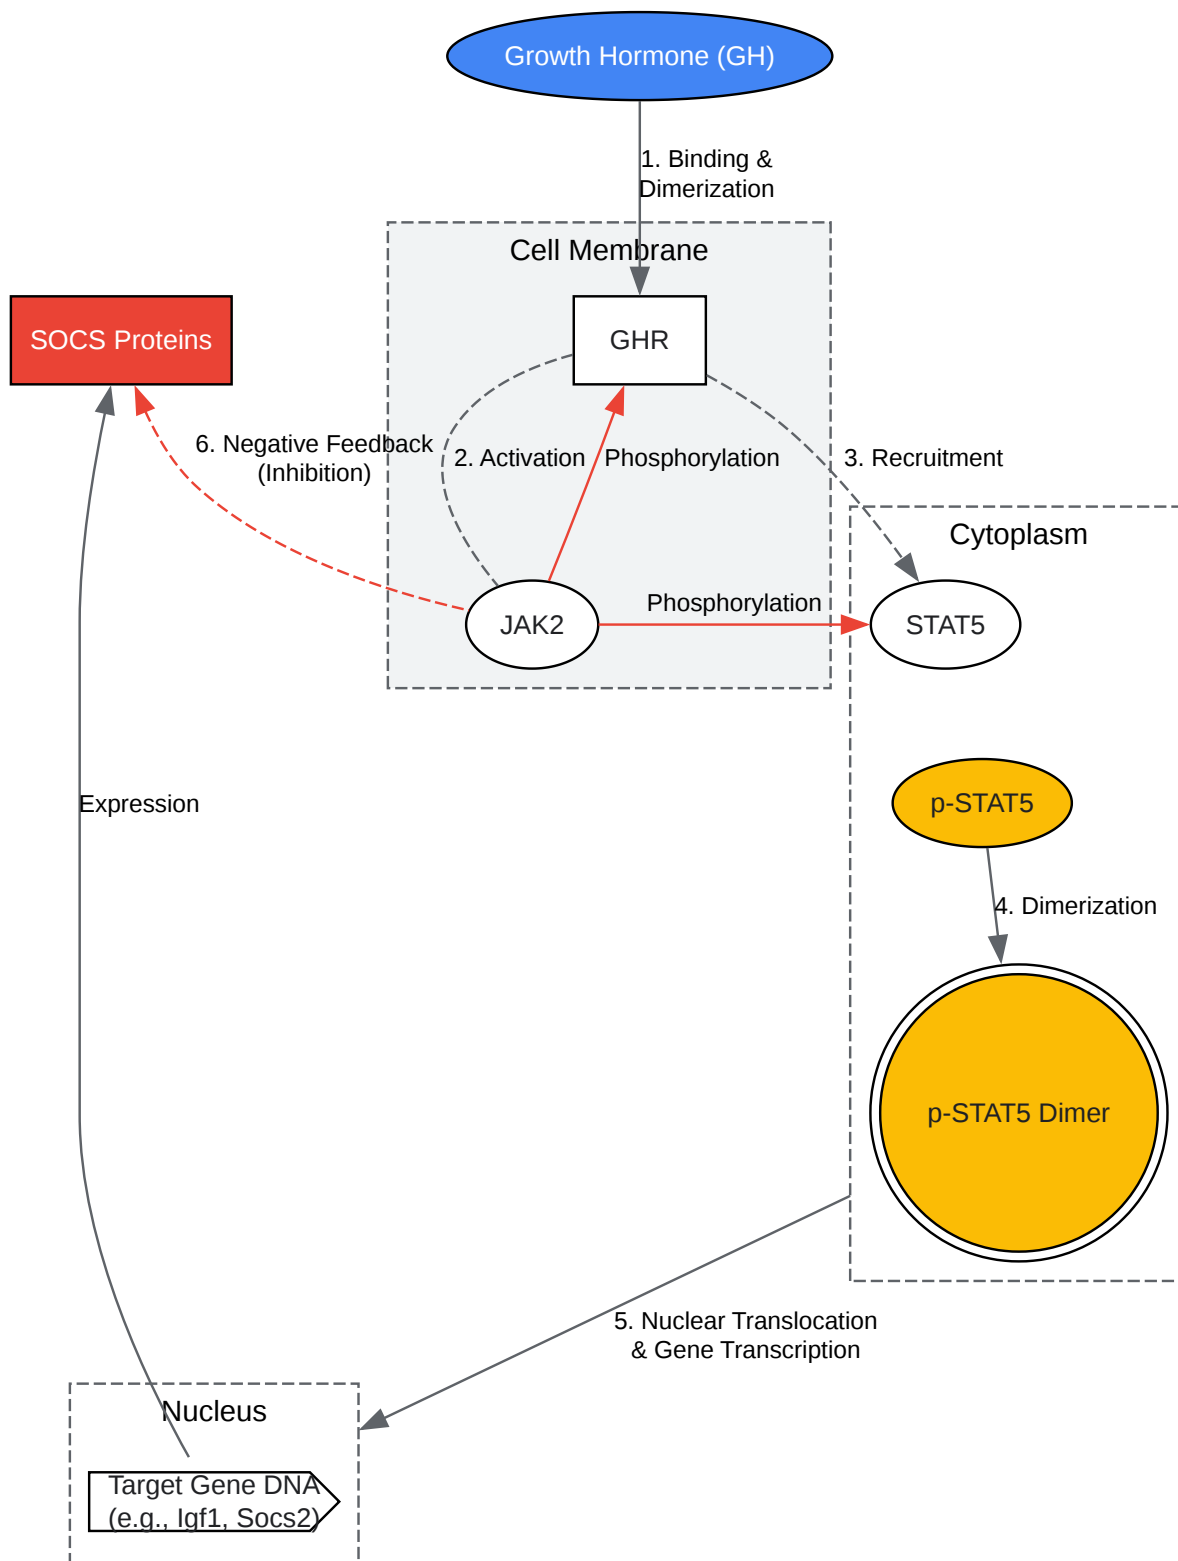 Growth Hormone (GH)
1. Binding &
Dimerization
Cell Membrane
SOCS Proteins
GHR
6. Negative Feedback
(Inhibition)
2. Activation
Phosphorylation
3. Recruitment
Cytoplasm
Phosphorylation
JAK2
STAT5
Expression
p-STAT5
4. Dimerization
p-STAT5 Dimer
5. Nuclear Translocation
& Gene Transcription
Nucleus
Target Gene DNA
(e.g., Igf1, Socs2)